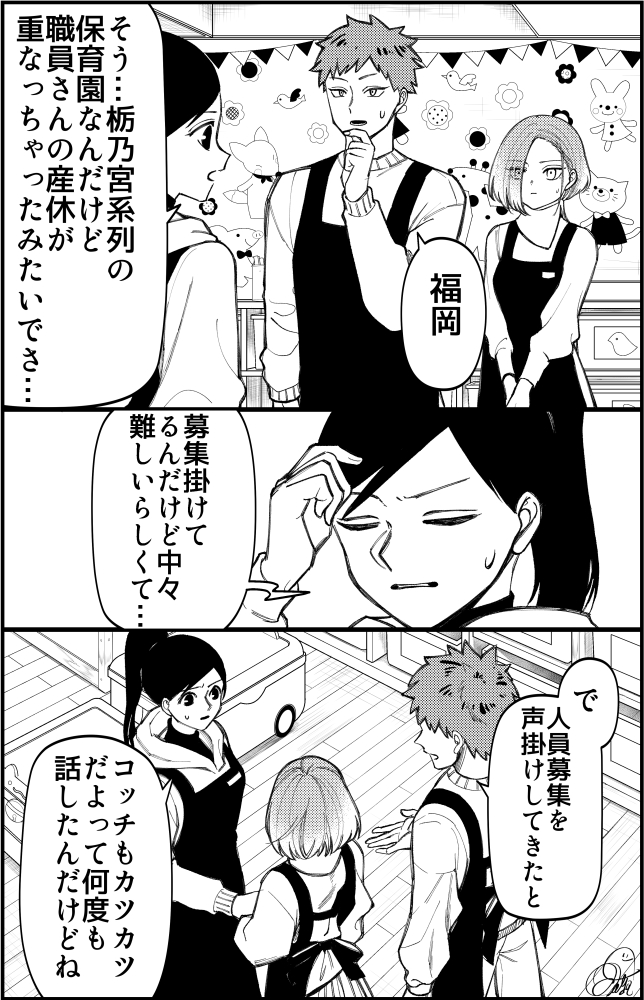 福岡
そう…栃乃宮系列の
保育園なんだけど
職員さんの産休が
重なっちゃったみたいでさ…
募集掛けて
るんだけど中々
難しいらしくて…
で
人員募集を
声掛けしてきたと
コッチもカツカツ
だよって何度も
話したんだけどね